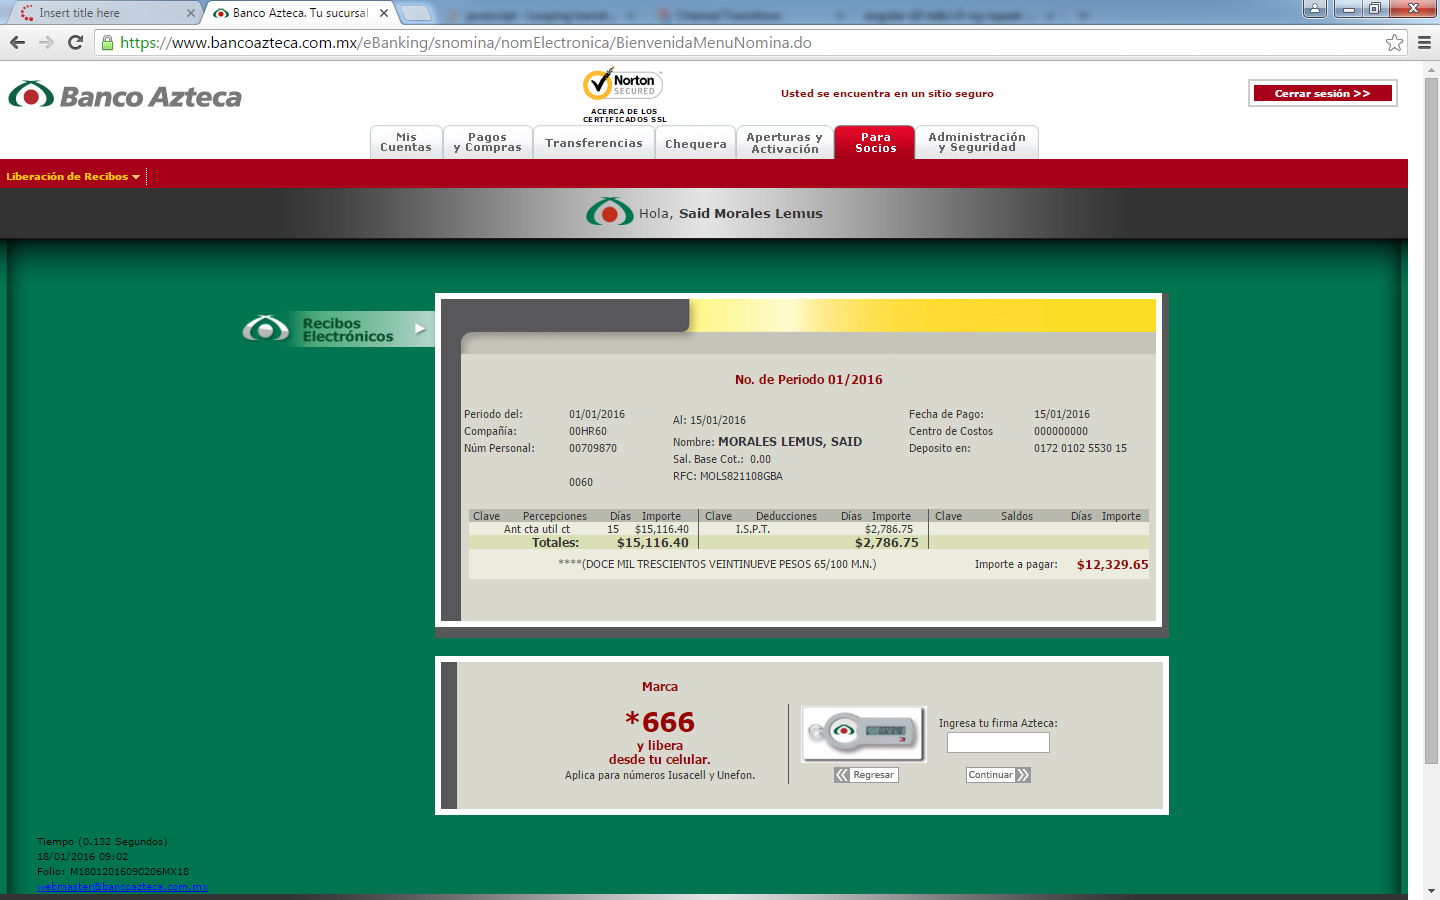 Insert title here
Banco Azteca. Tu sucursal
https://www.bancoazteca.com.mx/eBanking/snomina/nomElectronica/BienvenidaMenuNomina.do
Banco Azteca
Norton
SECURED
ACERCA DE LOS
CERTIFICADOS SSL
Usted se encuentra en un sitio seguro
Cerrar sesión >>
Mis Cuentas
Pagos y Compras
Transferencias
Chequera
Aperturas y Activación
Para Socios
Administración y Seguridad
Liberación de Recibos
Hola, Said Morales Lemus
Recibos
Electrónicos
No. de Periodo 01/2016
Periodo del: 01/01/2016 Al: 15/01/2016 Fecha de Pago: 15/01/2016
Compañía: 00HR60 Nombre: MORALES LEMUS, SAID Centro de Costos 000000000
Núm Personal: 00709870 Sal. Base Cot.: 0.00 Deposito en: 0172 0102 5530 15
0060 RFC: MOLS821108GBA
Clave Percepciones Días Importe Clave Deducciones Días Importe Clave Saldos Días Importe
Ant cta util ct 15 $15,116.40 I.S.P.T. $2,786.75
Totales: $15,116.40 $2,786.75
****(DOCE MIL TRESCIENTOS VEINTINUEVE PESOS 65/100 M.N.) Importe a pagar: $12,329.65
Marca
*666
y libera
desde tu celular.
Aplica para números Iusacell y Unefon.
Ingresa tu firma Azteca:
Regresar
Continuar
Tiempo (0.132 Segundos)
18/01/2016 09:02
Folio: M18012016090206MX18
webmaster@bancoazteca.com.mx